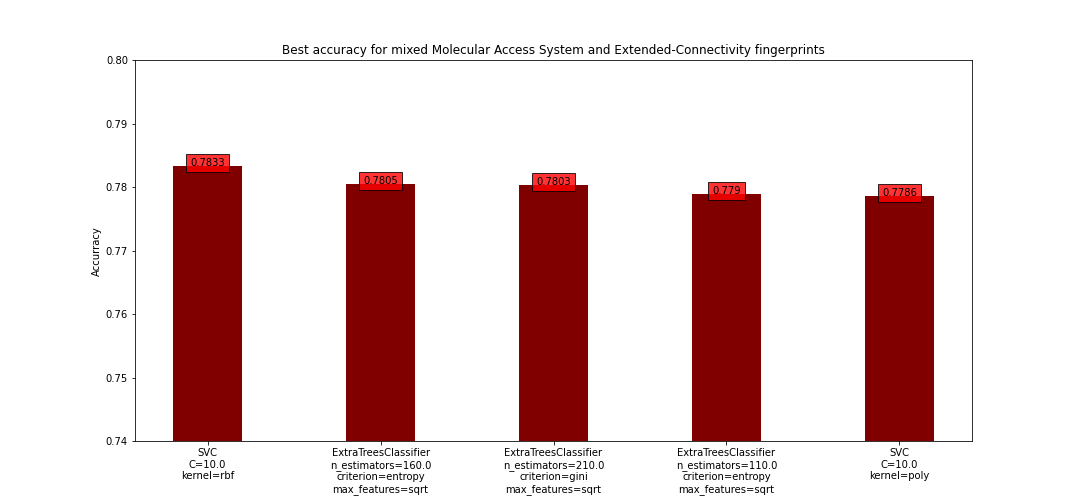 Best accuracy for mixed Molecular Access System and Extended-Connectivity fingerprints
Accurracy
0.80
0.79
0.78
0.77
0.76
0.75
0.74
0.7833
0.7805
0.7803
0.779
0.7786
SVC
C=10.0
kernel=rbf
ExtraTreesClassifier
n_estimators=160.0
criterion=entropy
max_features=sqrt
ExtraTreesClassifier
n_estimators=210.0
criterion=gini
max_features=sqrt
ExtraTreesClassifier
n_estimators=110.0
criterion=entropy
max_features=sqrt
SVC
C=10.0
kernel=poly